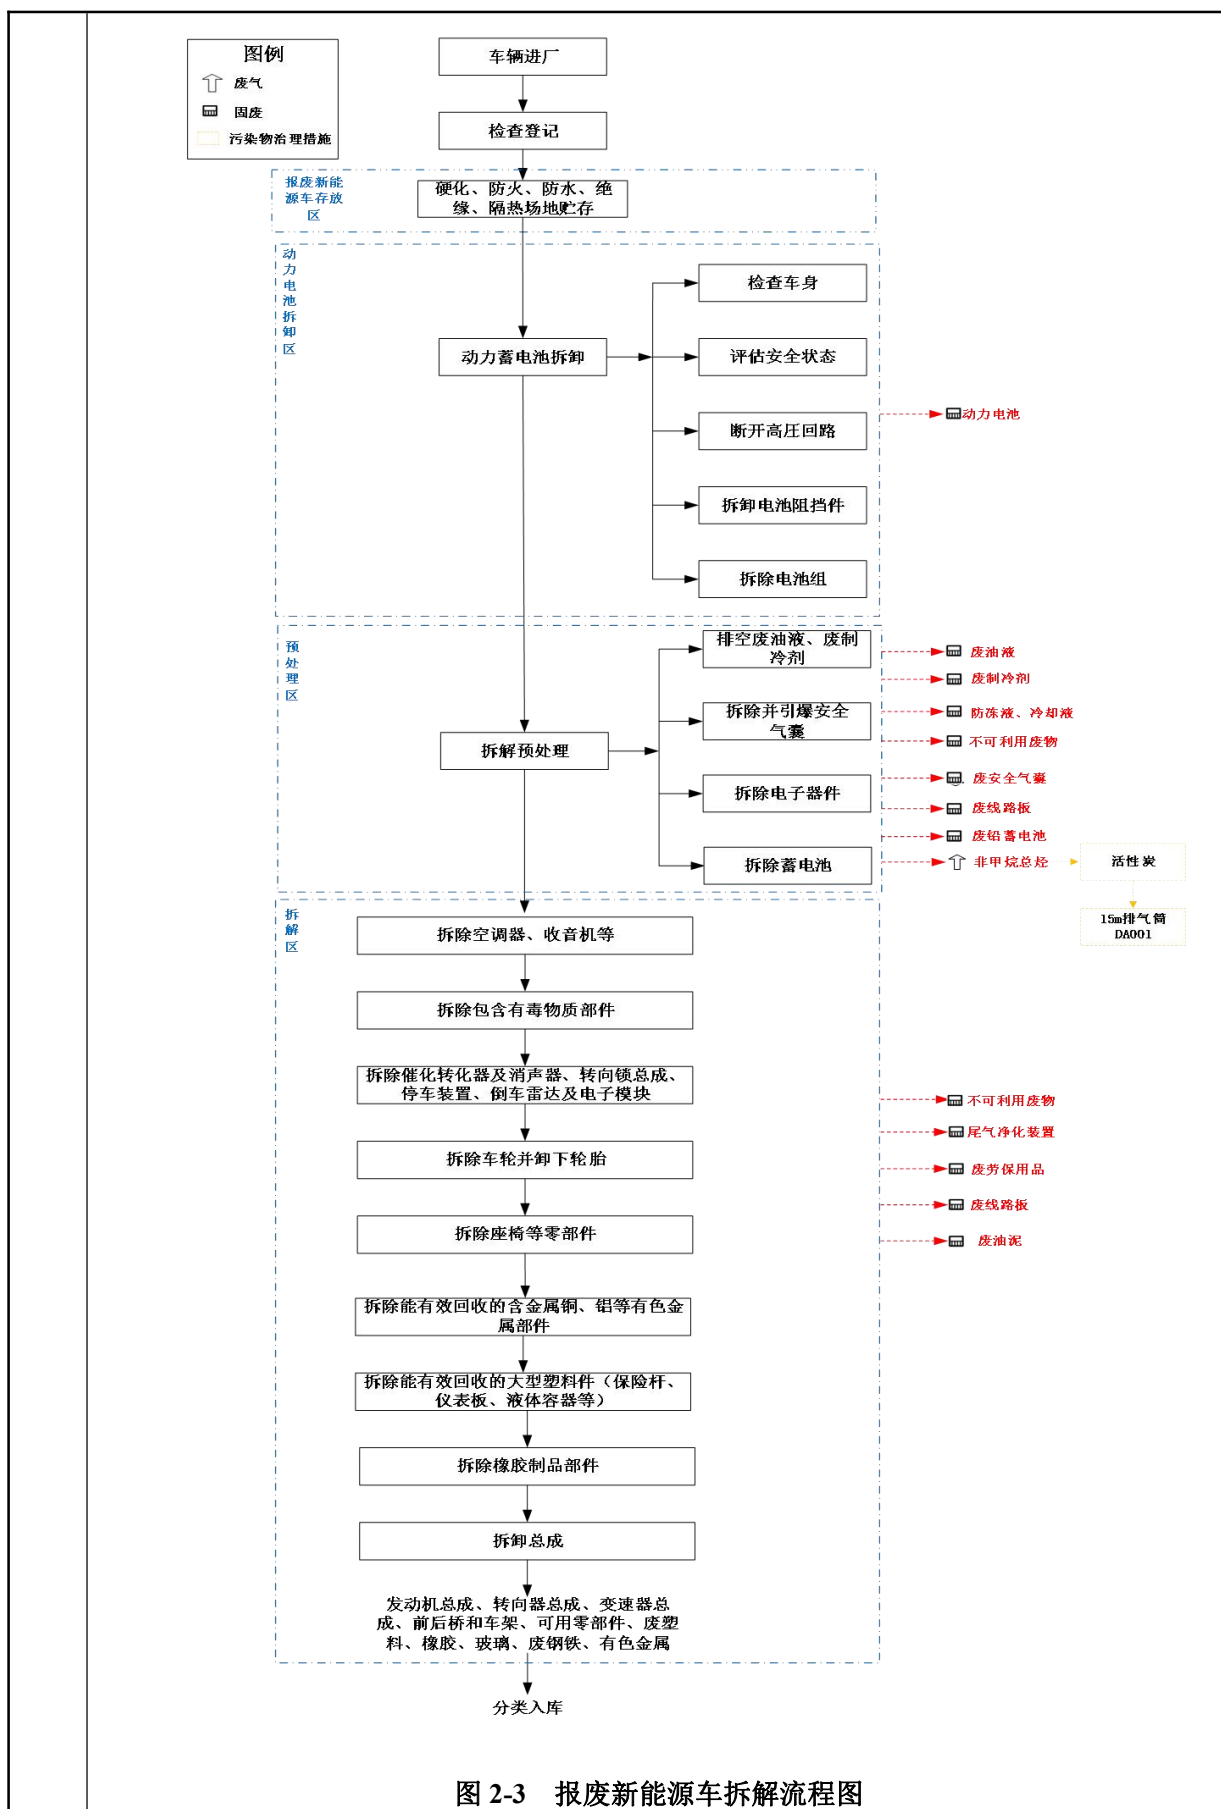 图例
废气
固废
污染物治理措施
车辆进厂
检查登记
报废新能
源车存放
区
硬化、防火、防水、绝
缘、隔热场地贮存
动
力
电
池
拆
卸
区
动力蓄电池拆卸
检查车身
评估安全状态
断开高压回路
拆卸电池阻挡件
拆除电池组
动力电池
预
处
理
区
拆解预处理
排空废油液、废制
冷剂
拆除并引爆安全
气囊
拆除电子器件
拆除蓄电池
废油液
废制冷剂
防冻液、冷却液
不可利用废物
废安全气囊
废线路板
废铅蓄电池
非甲烷总烃
活性炭
15m排气筒
DA001
拆
解
区
拆除空调器、收音机等
拆除包含有毒物质部件
拆除催化转化器及消声器、转向锁总成、
停车装置、倒车雷达及电子模块
拆除车轮并卸下轮胎
拆除座椅等零部件
拆除能有效回收的含金属铜、铝等有色金
属部件
拆除能有效回收的大型塑料件（保险杆、
仪表板、液体容器等）
拆除橡胶制品部件
拆卸总成
发动机总成、转向器总成、变速器总
成、前后桥和车架、可用零部件、废塑
料、橡胶、玻璃、废钢铁、有色金属
不可利用废物
尾气净化装置
废劳保用品
废线路板
废油泥
分类入库
图 2-3 报废新能源车拆解流程图